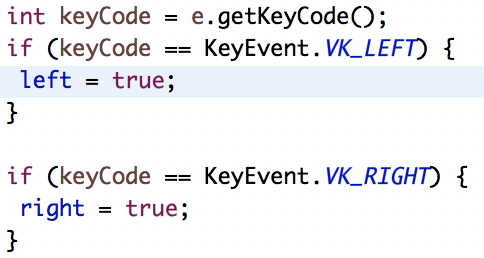 int keyCode = e.getKeyCode();
if (keyCode == KeyEvent.VK_LEFT) {
left = true;
}
if (keyCode == KeyEvent.VK_RIGHT) {
right = true;
}